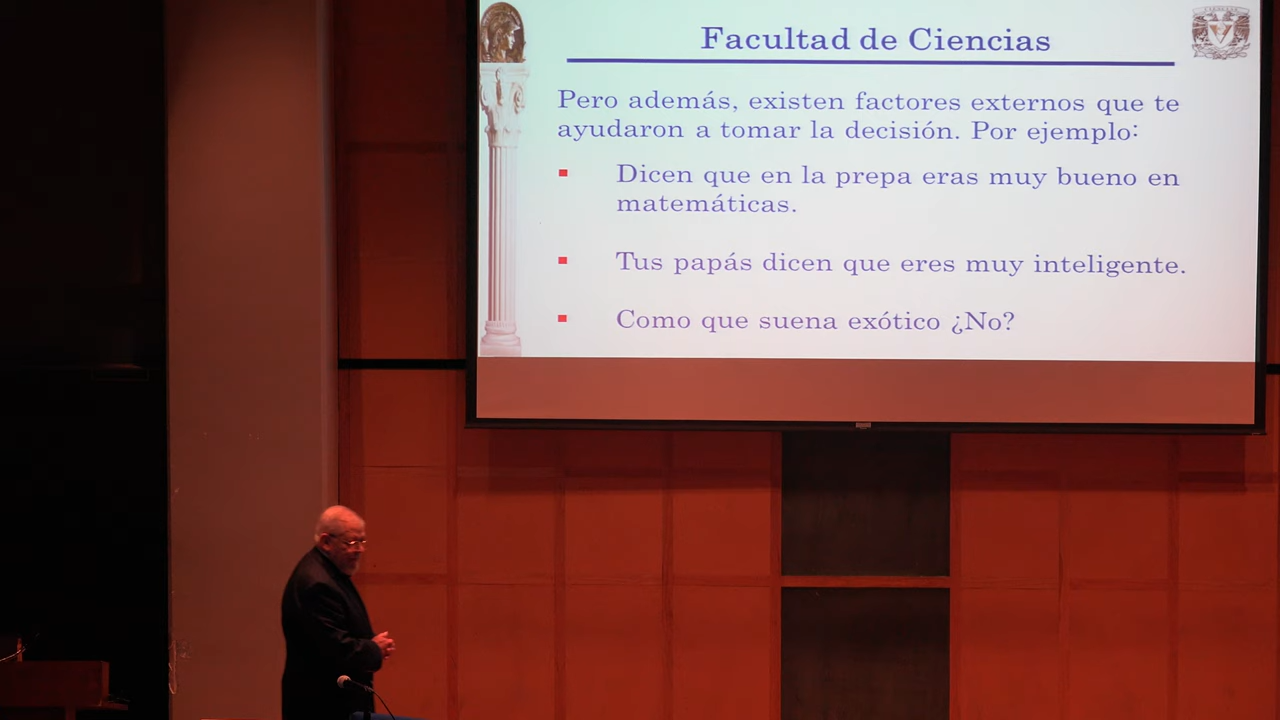 Facultad de Ciencias
Pero además, existen factores externos que te
ayudaron a tomar la decisión. Por ejemplo:
Dicen que en la prepa eras muy bueno en
matemáticas.
Tus papás dicen que eres muy inteligente.
Como que suena exótico ¿No?